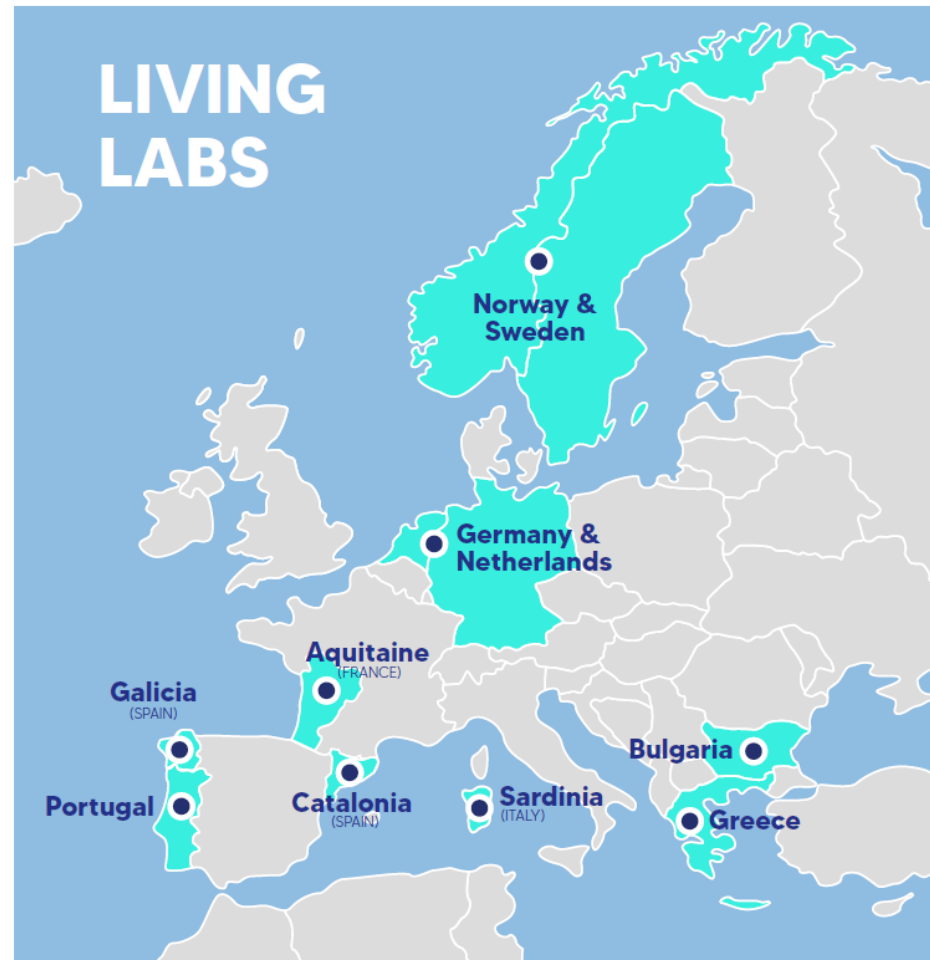 LIVING
LABS
Norway &
Sweden
Germany &
Netherlands
Aquitaine
(FRANCE)
Galicia
(SPAIN)
Portugal
Catalonia
(SPAIN)
Sardinia
(ITALY)
Bulgaria
Greece